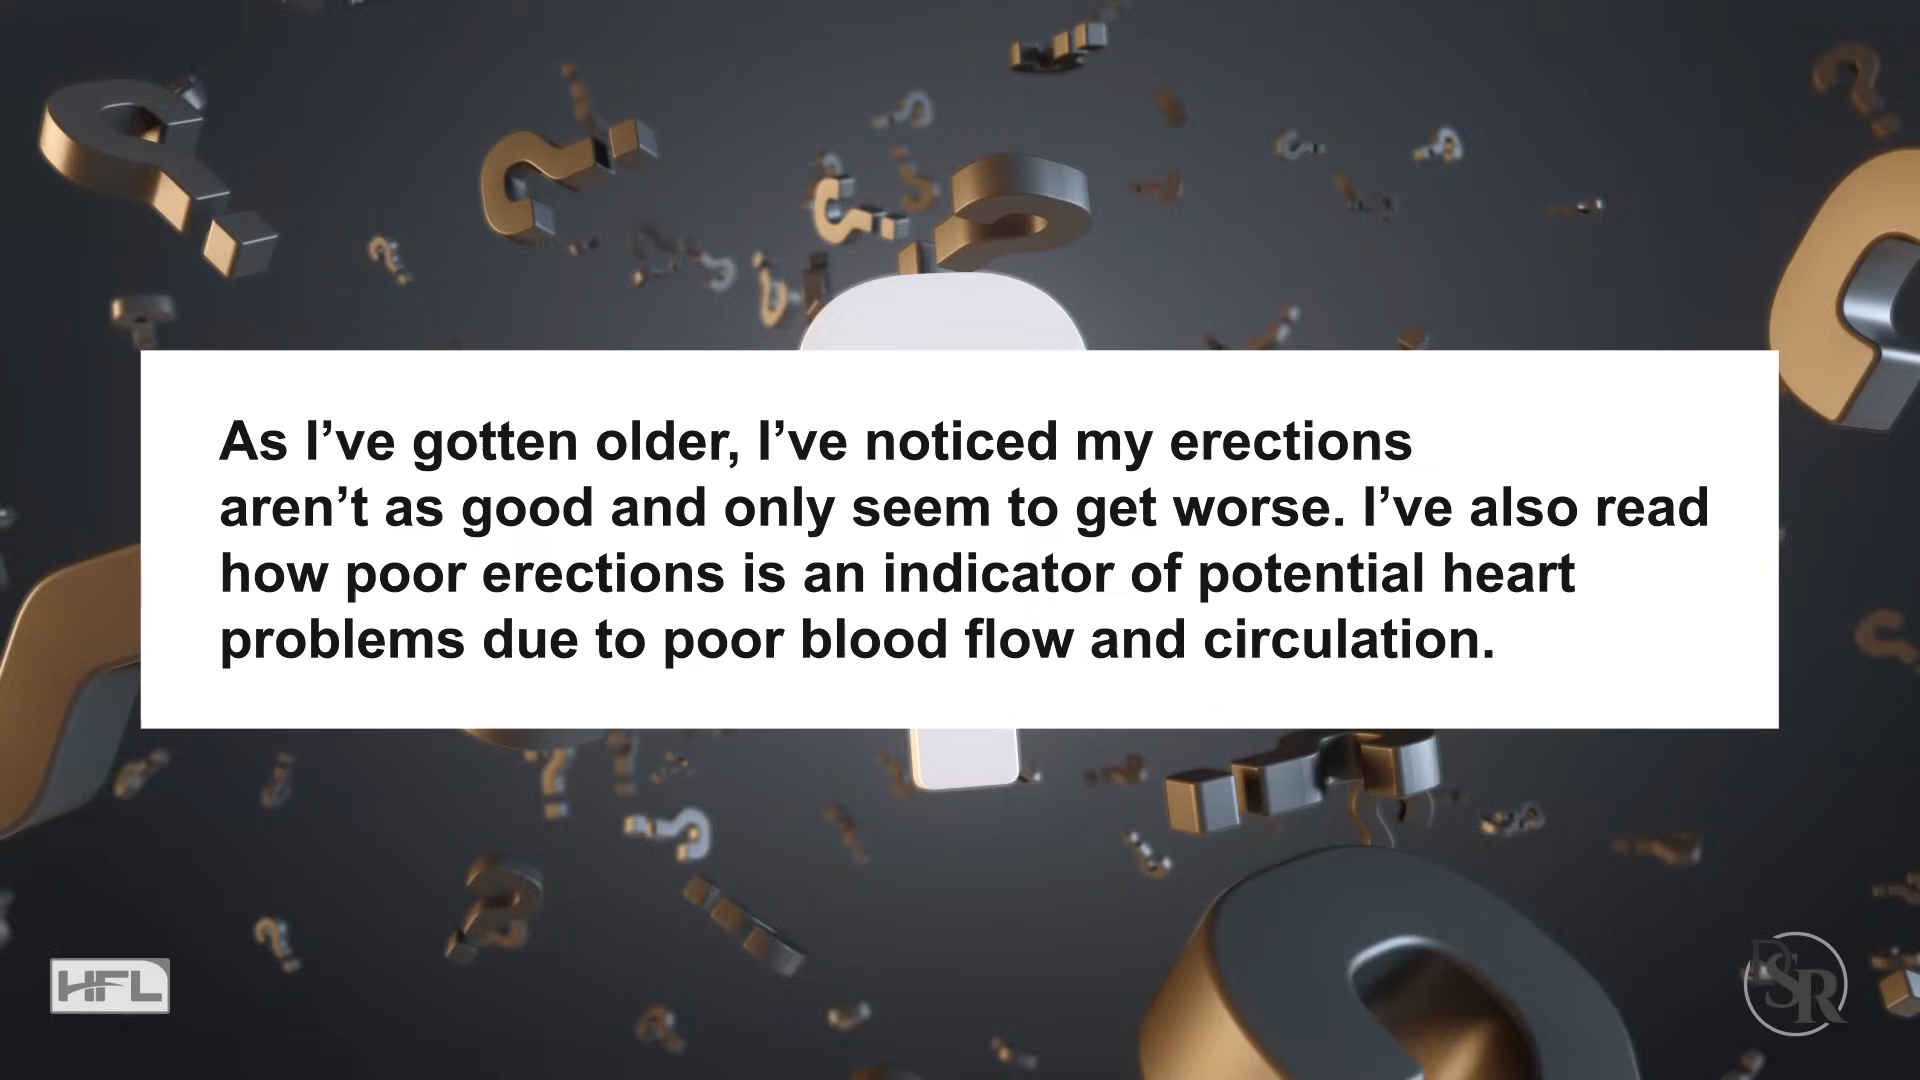 As I’ve gotten older, I’ve noticed my erections
aren’t as good and only seem to get worse. I’ve also read
how poor erections is an indicator of potential heart
problems due to poor blood flow and circulation.
HFL
DSR